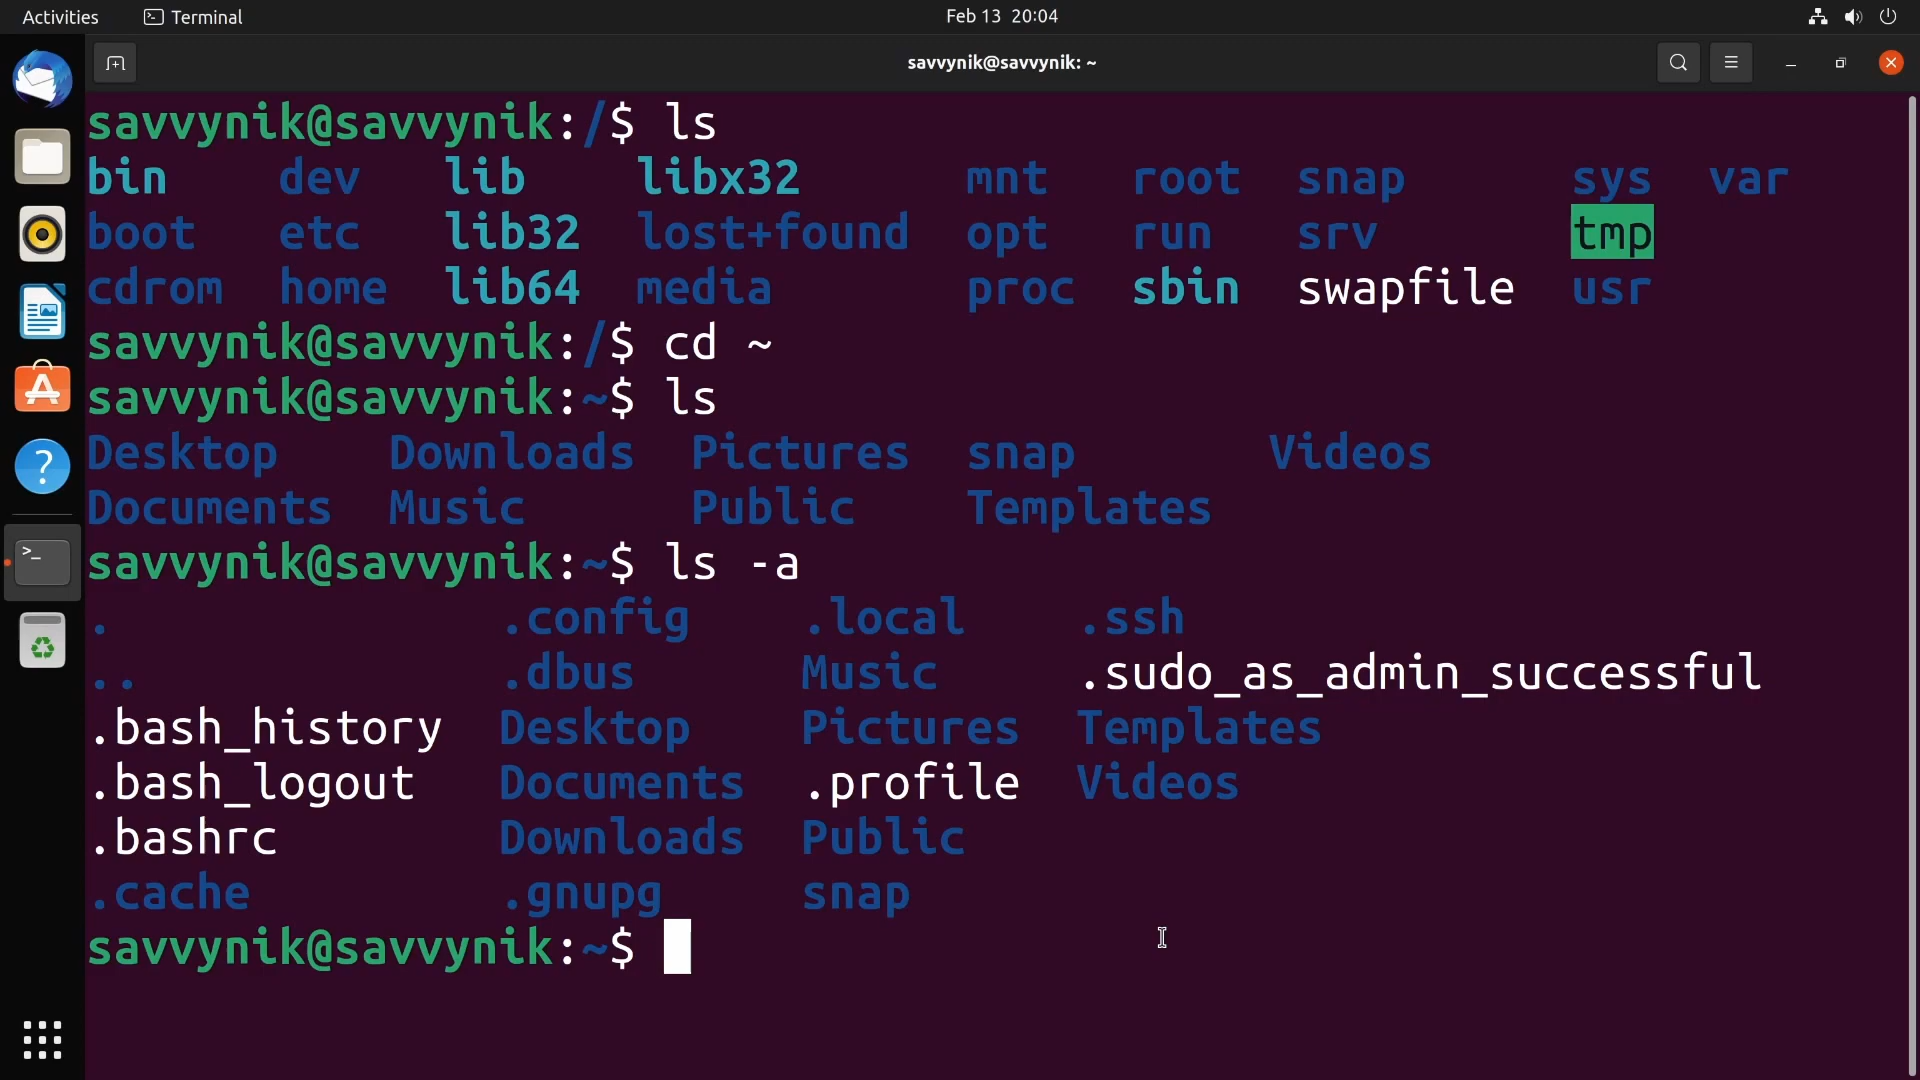 Activities Terminal Feb 13 20:04
savvynik@savvynik: ~
savvynik@savvynik:/$ ls
bin dev lib libx32 mnt root snap sys var
boot etc lib32 lost+found opt run srv tmp
cdrom home lib64 media proc sbin swapfile usr
savvynik@savvynik:/$ cd ~
savvynik@savvynik:~$ ls
Desktop Downloads Pictures snap Videos
Documents Music Public Templates
savvynik@savvynik:~$ ls -a
. .config .local .ssh
.. .dbus Music .sudo_as_admin_successful
.bash_history Desktop Pictures Templates
.bash_logout Documents .profile Videos
.bashrc Downloads Public
.cache .gnupg snap
savvynik@savvynik:~$